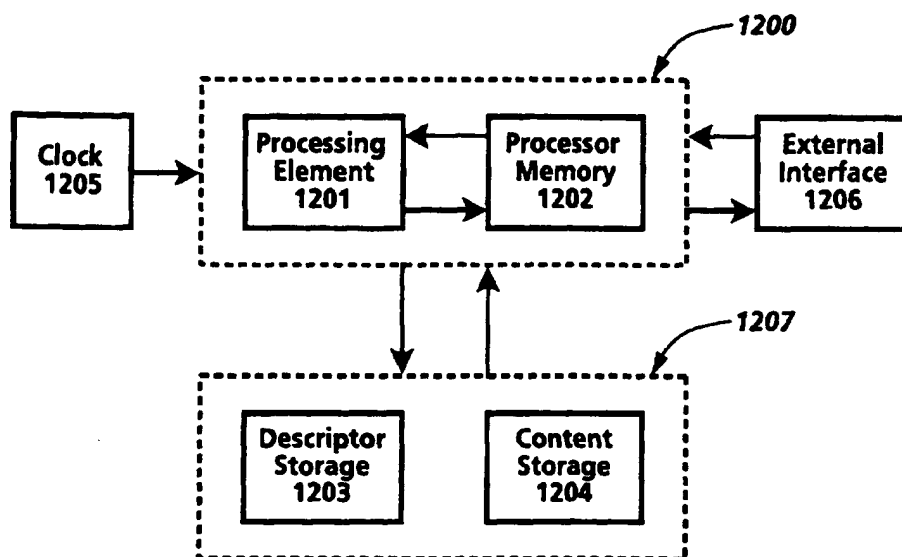 1200
Clock
1205
Processing
Element
1201
Processor
Memory
1202
External
Interface
1206
1207
Descriptor
Storage
1203
Content
Storage
1204